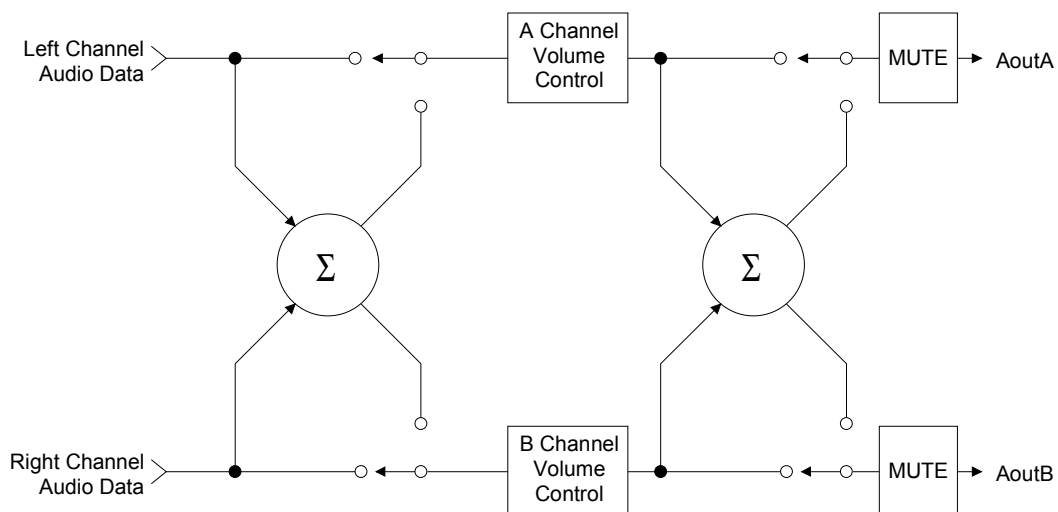 Left Channel
Audio Data
A Channel
Volume
Control
MUTE
AoutA
Σ
Σ
Right Channel
Audio Data
B Channel
Volume
Control
MUTE
AoutB